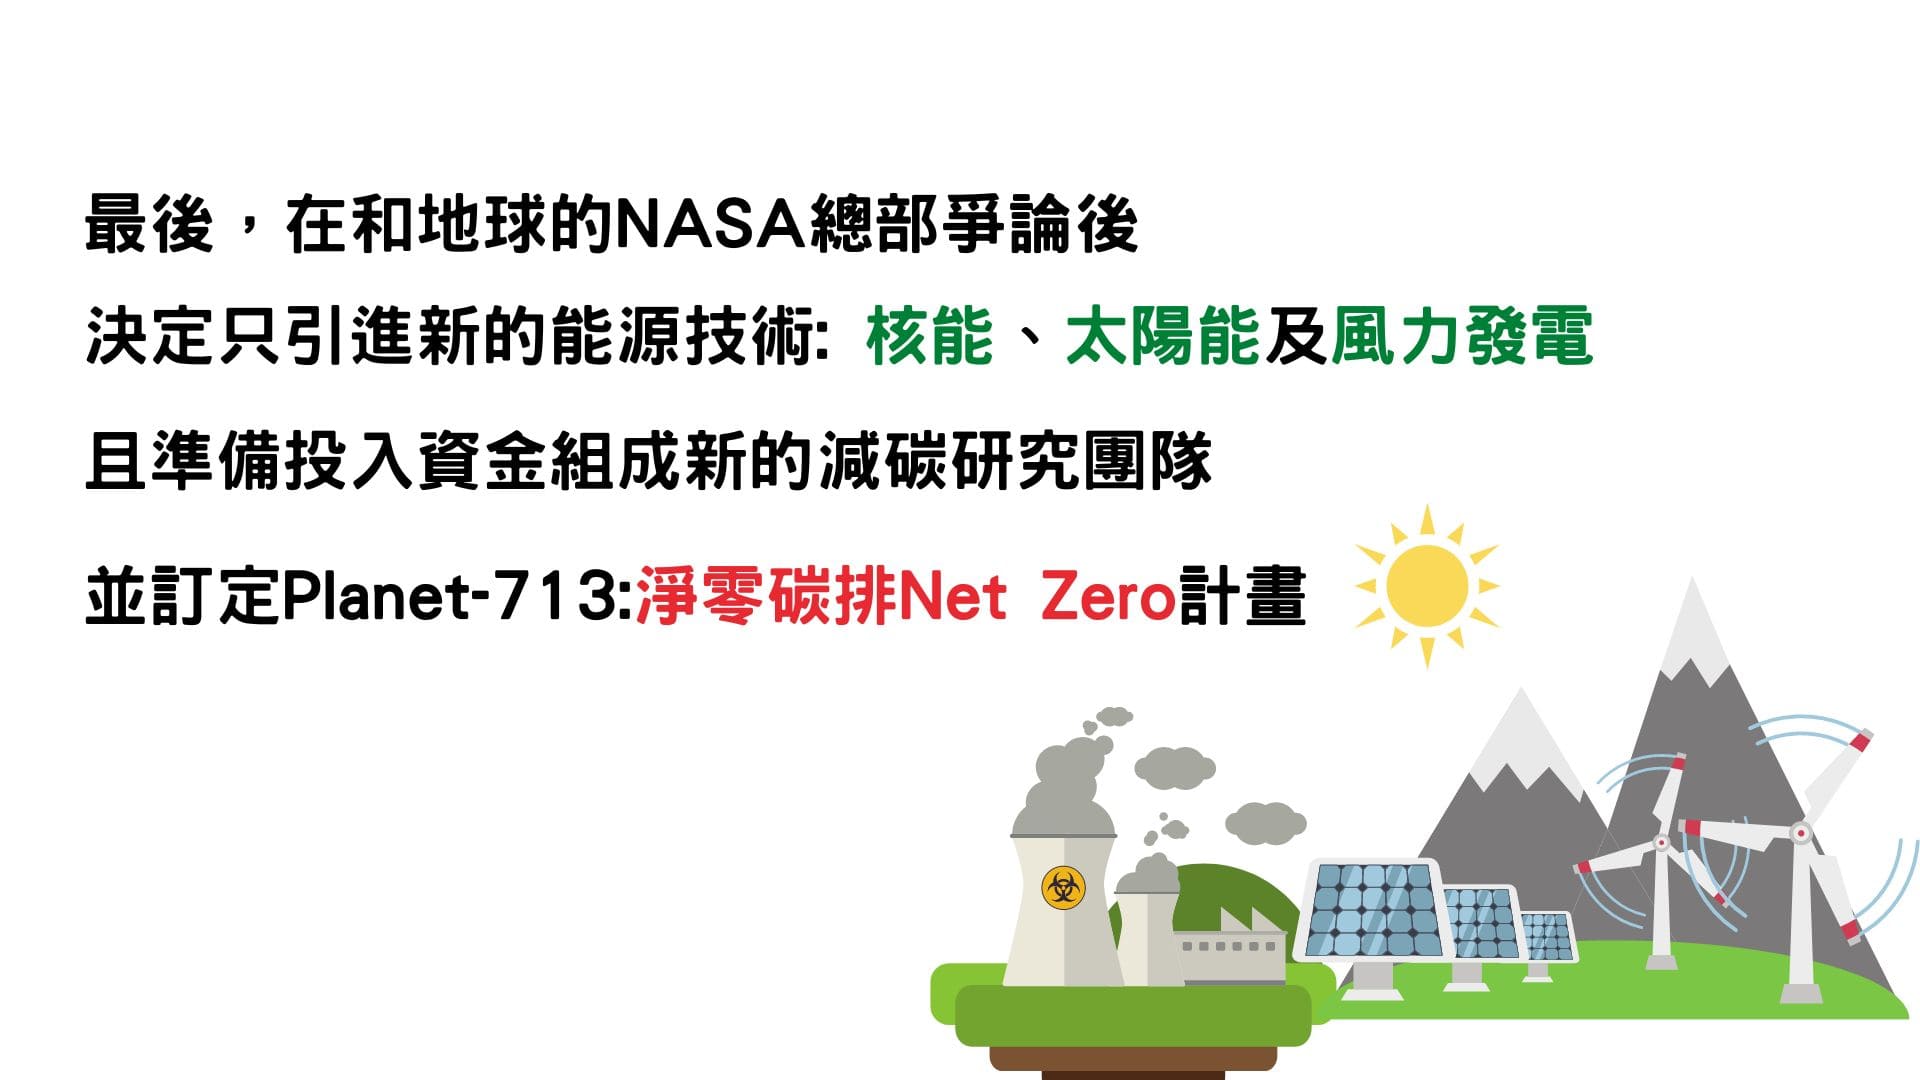 最後，在和地球的NASA總部爭論後
決定只引進新的能源技術: 核能、太陽能及風力發電
且準備投入資金組成新的減碳研究團隊
並訂定Planet-713:淨零碳排Net Zero計畫